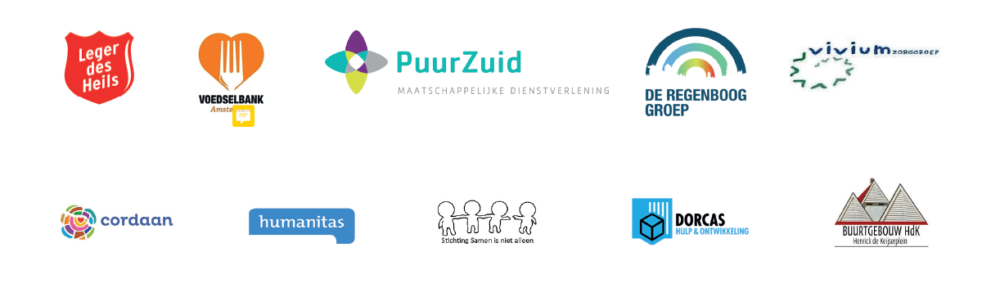 Leger
des
Heils
VOEDSELBANK
PuurZuid
MAATSCHAPPELIJKE DIENSTVERLENING
DE REGENBOOG
GROEP
vivium ZORGGROEP
cordaan
humanitas
Stichting Samen is niet alleen
DORCAS
HULP & ONTWIKKELING
BUURTGEBOUW HdK
Henrick de Keijserplein